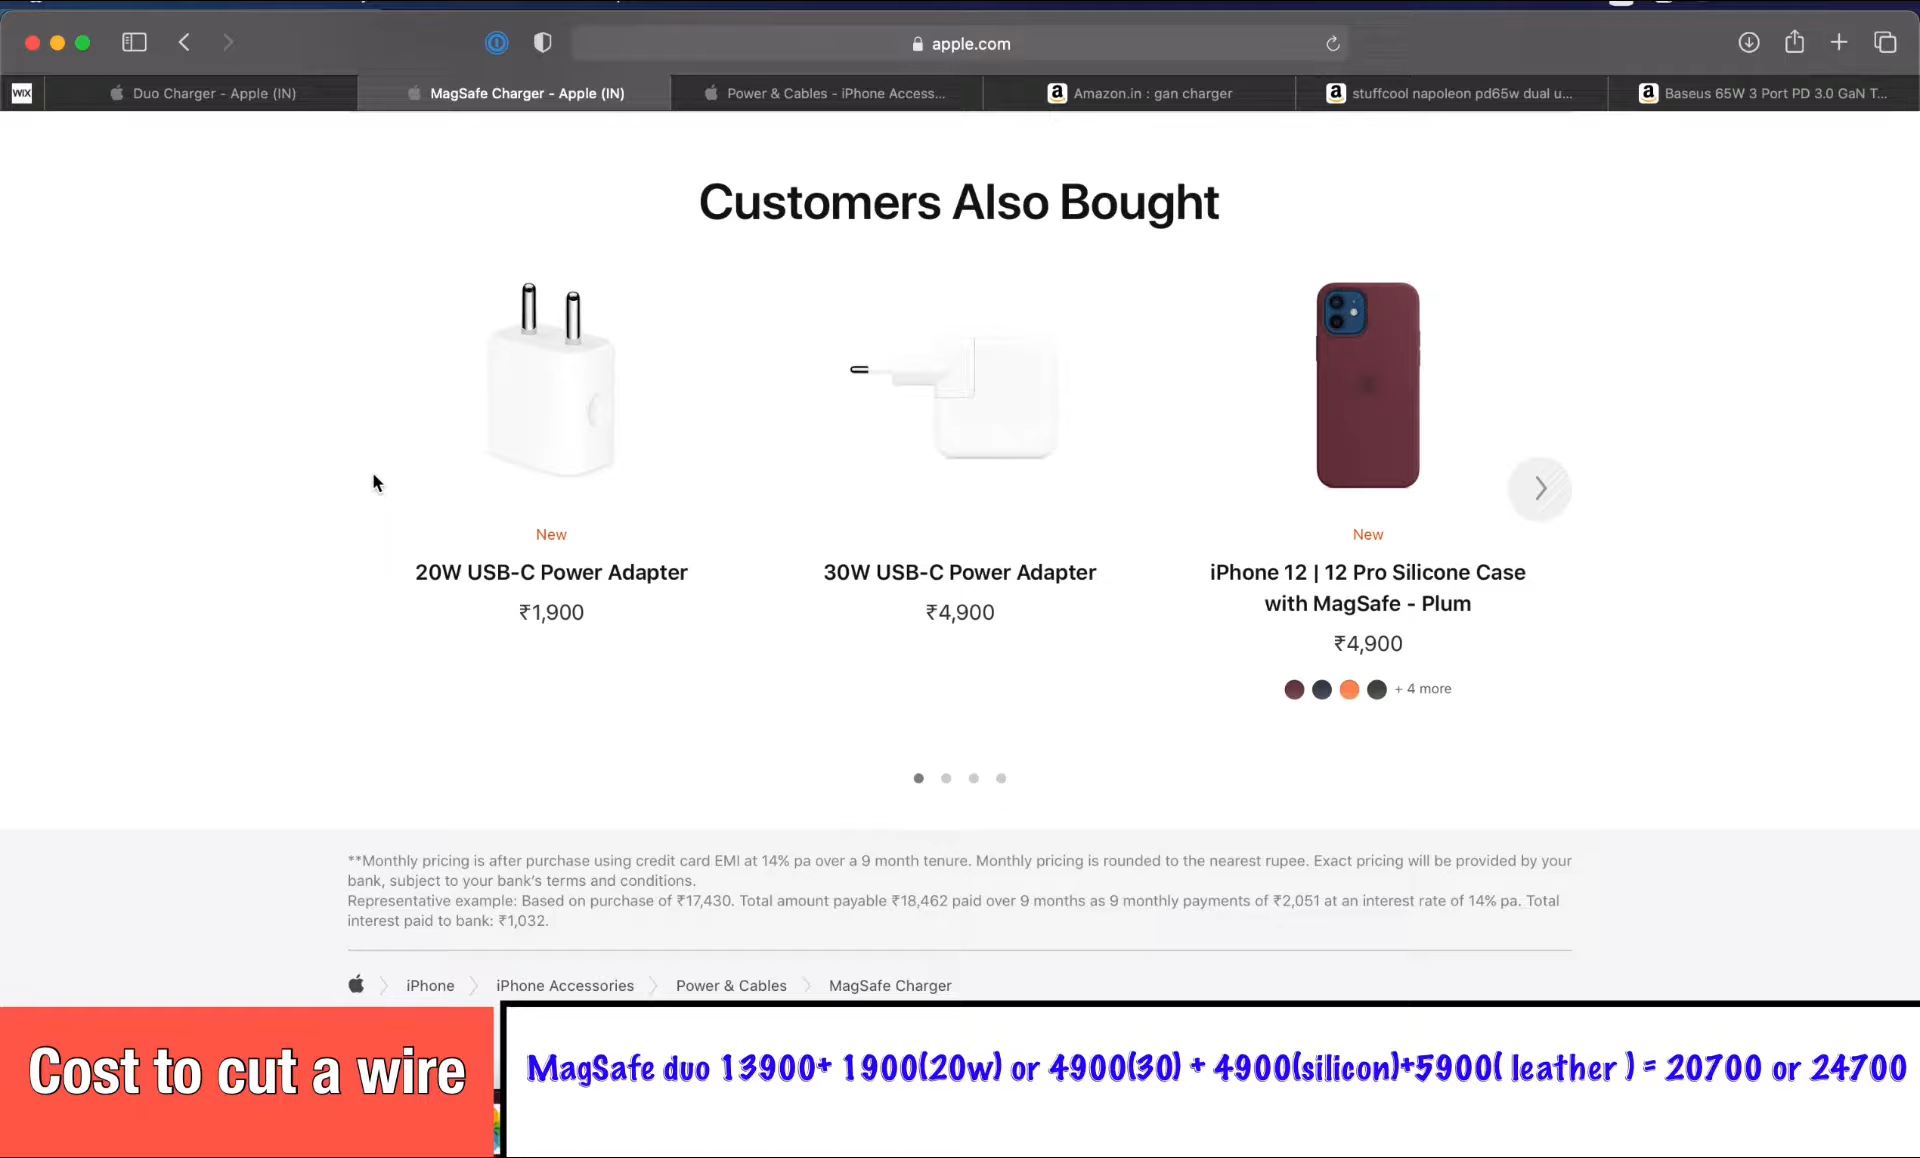 apple.com
WIX
Duo Charger - Apple (IN)
MagSafe Charger - Apple (IN)
Power & Cables - iPhone Access...
a Amazon.in : gan charger
a stuffcool napoleon pd65w dual u...
a Baseus 65W 3 Port PD 3.0 GaN T...
Customers Also Bought
New
20W USB-C Power Adapter
₹1,900
30W USB-C Power Adapter
₹4,900
New
iPhone 12 | 12 Pro Silicone Case
with MagSafe - Plum
₹4,900
+ 4 more
**Monthly pricing is after purchase using credit card EMI at 14% pa over a 9 month tenure. Monthly pricing is rounded to the nearest rupee. Exact pricing will be provided by your
bank, subject to your bank's terms and conditions.
Representative example: Based on purchase of ₹17,430. Total amount payable ₹18,462 paid over 9 months as 9 monthly payments of ₹2,051 at an interest rate of 14% pa. Total
interest paid to bank: ₹1,032.
iPhone
iPhone Accessories
Power & Cables
MagSafe Charger
Cost to cut a wire
MagSafe duo 13900+ 1900(20w) or 4900(30) + 4900(silicon)+5900( leather ) = 20700 or 24700